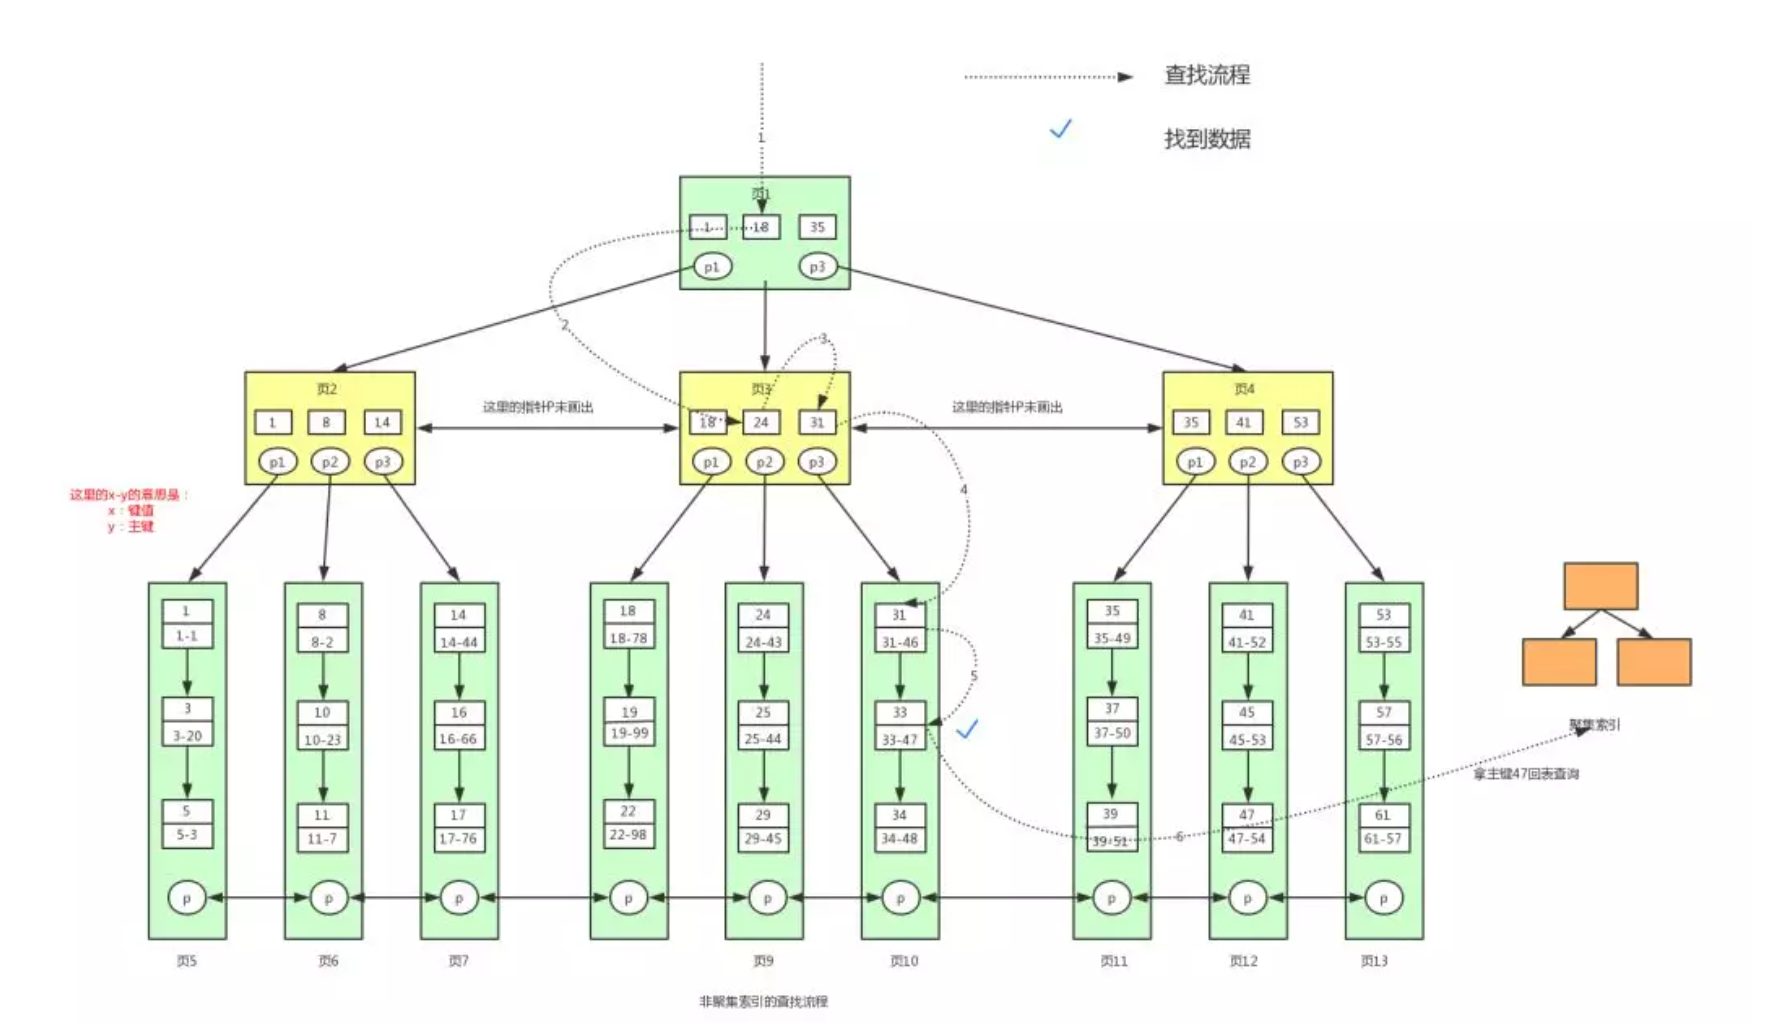 查找流程
找到数据
1
页1
1 18 35
p1 p3
2
3
页2
1 8 14
p1 p2 p3
这里的指针P未画出
页3
18 24 31
p1 p2 p3
这里的指针P未画出
页4
35 41 53
p1 p2 p3
4
这里的x-y的意思是：
x：键值
y：主键
1
1-1
3
3-20
5
5-3
p
页5
8
8-2
10
10-23
11
11-7
p
页6
14
14-44
16
16-66
17
17-76
p
页7
18
18-78
19
19-99
22
22-98
p
24
24-43
25
25-44
29
29-45
p
页9
31
31-46
33
33-47
34
34-48
p
页10
5
6
35
35-49
37
37-50
39
39-51
p
页11
41
41-52
45
45-53
47
47-54
p
页12
53
53-55
57
57-56
61
61-57
p
页13
聚集索引
拿主键47回表查询
非聚集索引的查找流程